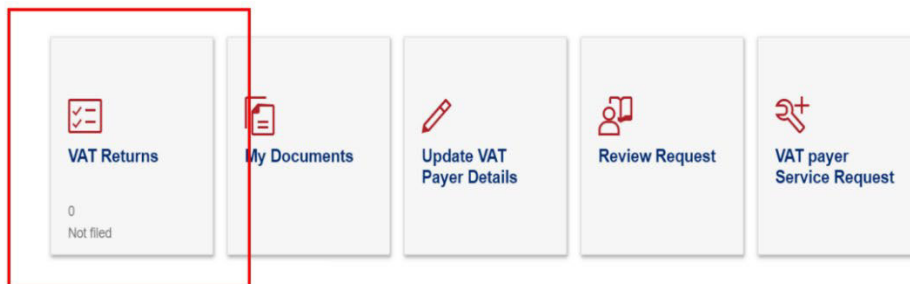 VAT Returns
0
Not filed
My Documents
Update VAT
Payer Details
Review Request
VAT payer
Service Request